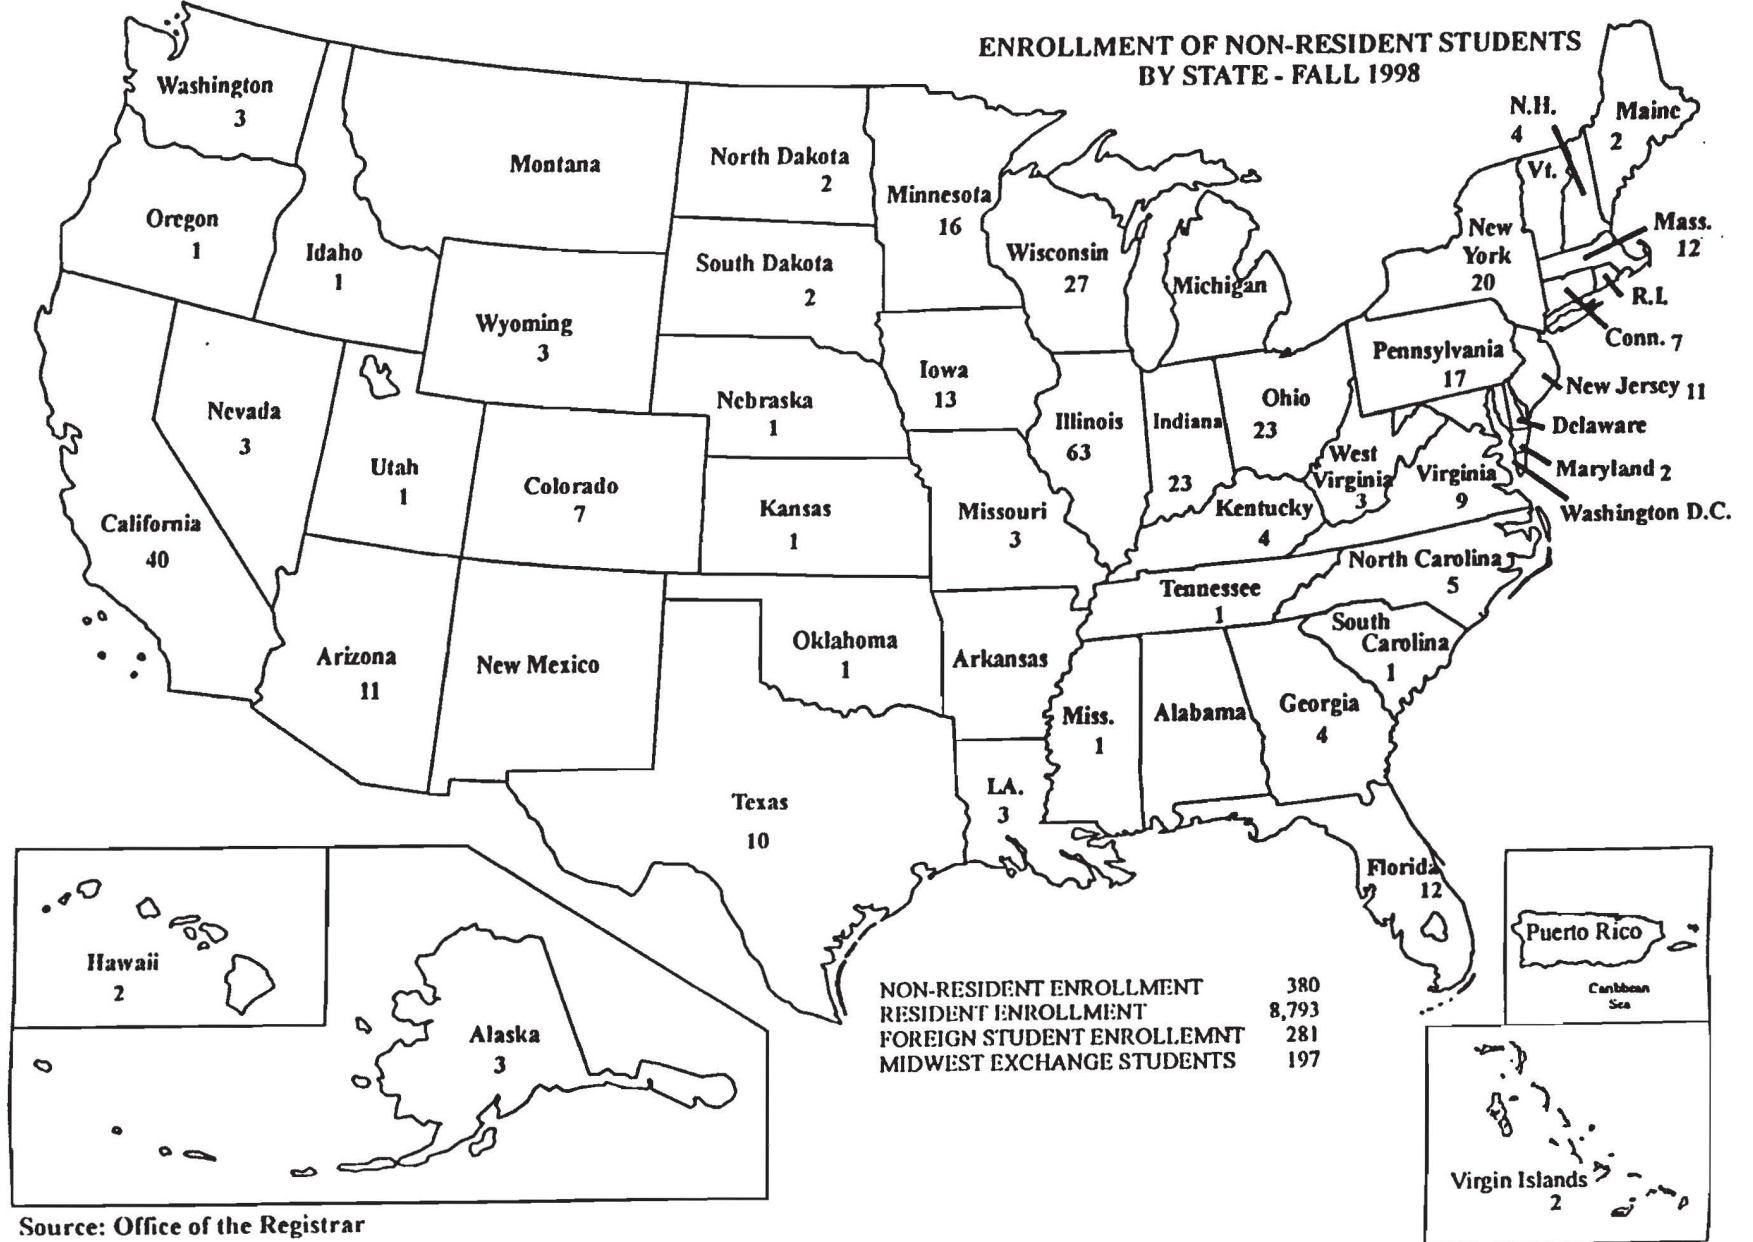 ENROLLMENT OF NON-RESIDENT STUDENTS
BY STATE - FALL 1998
Washington
3
Oregon
1
Idaho
1
Montana
North Dakota
2
South Dakota
2
Minnesota
16
Wisconsin
27
Michigan
Wyoming
3
Nebraska
1
Iowa
13
Nevada
3
Utah
1
Colorado
7
Kansas
1
Missouri
3
Illinois
63
Indiana
23
Ohio
23
California
40
Arizona
11
New Mexico
Oklahoma
1
Arkansas
Texas
10
LA.
3
Miss.
1
Alabama
Georgia
4
Florida
12
South
Carolina
1
North Carolina
5
Tennessee
1
Kentucky
4
West
Virginia
3
Virginia
9
Pennsylvania
17
New
York
20
Vt.
N.H.
4
Maine
2
Mass.
12
R.I.
Conn. 7
New Jersey 11
Delaware
Maryland 2
Washington D.C.
Hawaii
2
Alaska
3
Puerto Rico
Caribbean
Sea
Virgin Islands
2
NON-RESIDENT ENROLLMENT 380
RESIDENT ENROLLMENT 8,793
FOREIGN STUDENT ENROLLEMNT 281
MIDWEST EXCHANGE STUDENTS 197
Source: Office of the Registrar